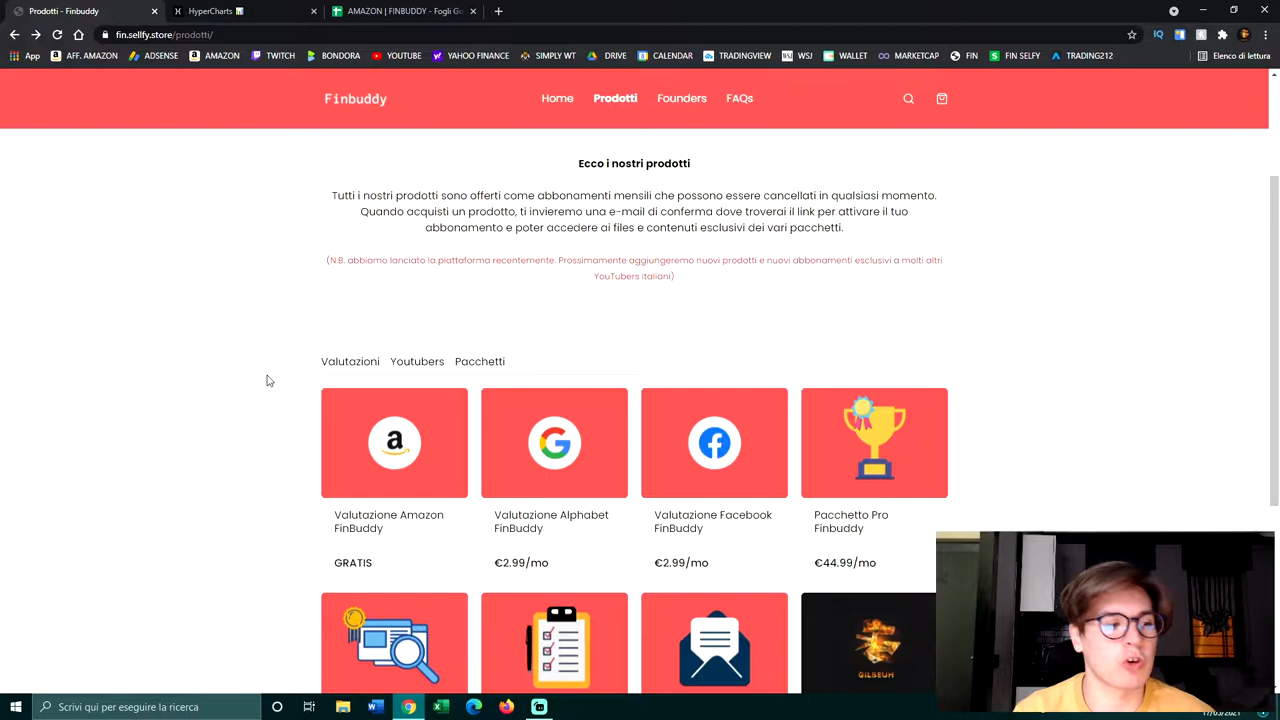 Prodotti – Finbuddy
HyperCharts
AMAZON | FINBUDDY - Fogli Go
fin.sellfy.store/prodotti/
App
AFF. AMAZON
ADSENSE
TWITCH
BONDORA
YOUTUBE
YAHOO FINANCE
SIMPLY WT
DRIVE
CALENDAR
TRADINGVIEW
WSJ
WALLET
MARKETCAP
FIN
FIN SELFY
TRADING212
Elenco di lettura
Finbuddy
Home
Prodotti
Founders
FAQs
Ecco i nostri prodotti
Tutti i nostri prodotti sono offerti come abbonamenti mensili che possono essere cancellati in qualsiasi momento.
Quando acquisti un prodotto, ti invieremo una e-mail di conferma dove troverai il link per attivare il tuo
abbonamento e poter accedere ai files e contenuti esclusivi dei vari pacchetti.
(N.B. abbiamo lanciato la piattaforma recentemente. Prossimamente aggiungeremo nuovi prodotti e nuovi abbonamenti esclusivi a molti altri
YouTubers italiani)
Valutazioni
Youtubers
Pacchetti
Valutazione Amazon
FinBuddy
GRATIS
Valutazione Alphabet
FinBuddy
€2.99/mo
Valutazione Facebook
FinBuddy
€2.99/mo
Pacchetto Pro
Finbuddy
€44.99/mo
Scrivi qui per eseguire la ricerca